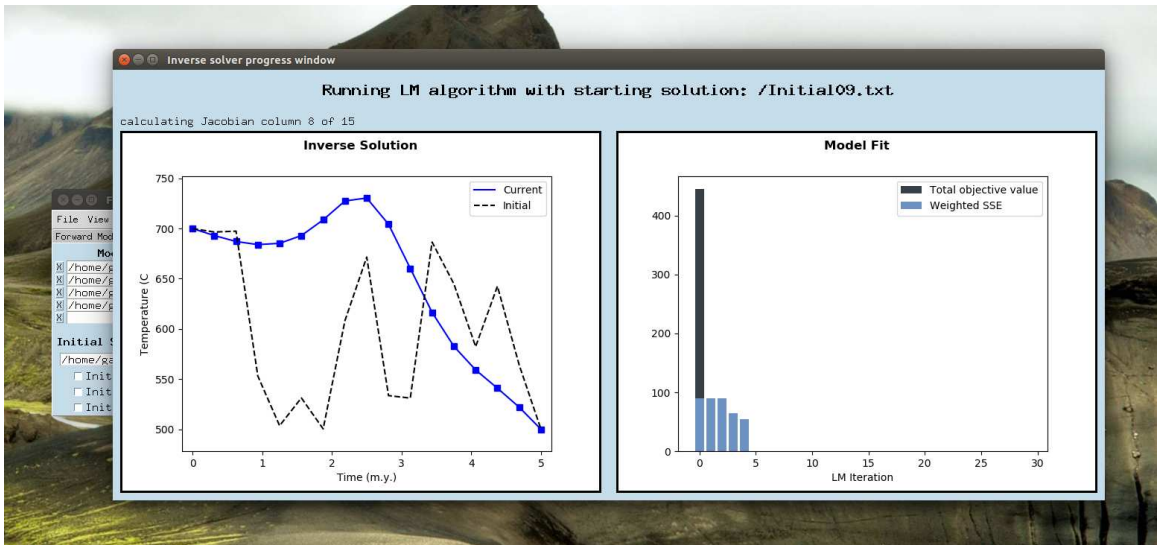 Inverse solver progress window
Running LM algorithm with starting solution: /Initial09.txt
calculating Jacobian column 8 of 15
Inverse Solution
Current
Initial
750
700
650
600
550
500
Temperature (C
0 1 2 3 4 5
Time (m.y.)
Model Fit
Total objective value
Weighted SSE
400
300
200
100
0
0 5 10 15 20 25 30
LM Iteration
File View
Forward Mod
Mo
X /home/g
X /home/g
X /home/g
X /home/g
X
Initial S
/home/ga
Init
Init
Init